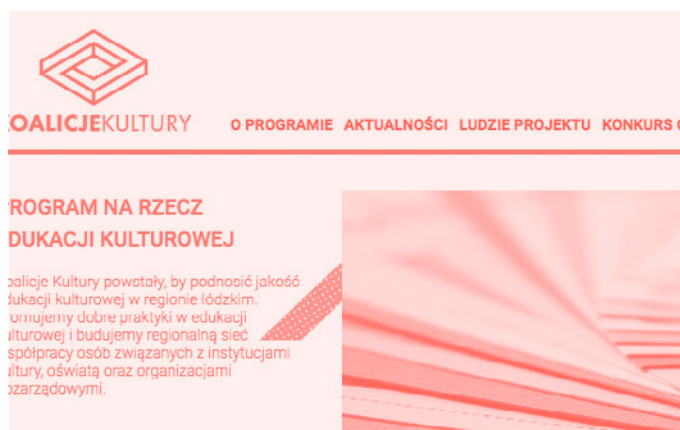 OALICJEKULTURY
O PROGRAMIE AKTUALNOŚCI LUDZIE PROJEKTU KONKURS
ROGRAM NA RZECZ
DUKACJI KULTUROWEJ
oalicje Kultury powstały, by podnosić jakość
dukacji kulturowej w regionie łódzkim.
romujemy dobre praktyki w edukacji
ulturowej i budujemy regionalną sieć
spółpracy osób związanych z instytucjami
ultury, oświatą oraz organizacjami
ozarządowymi.